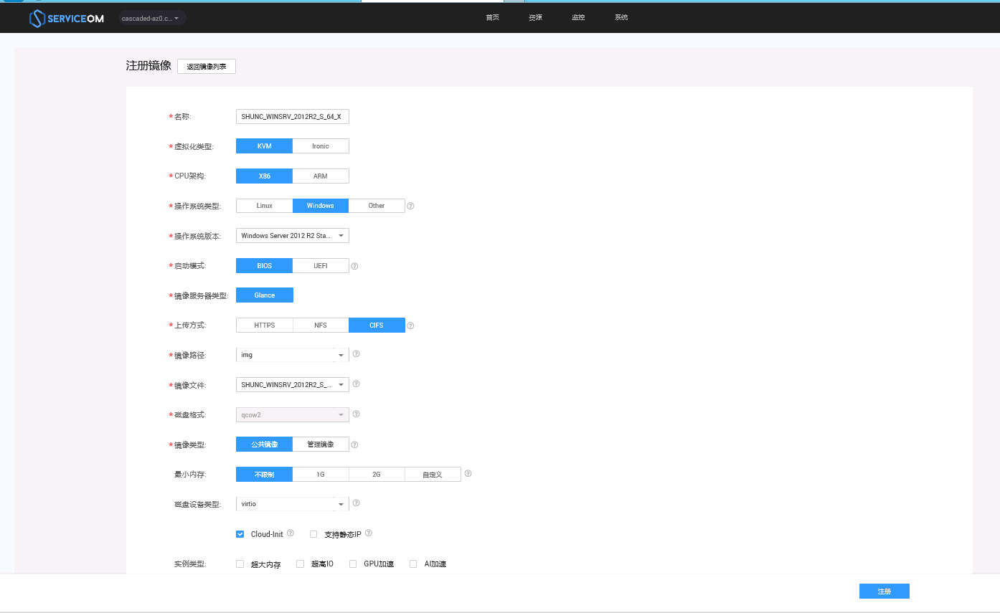 SERVICEOM cascaded-az0.c... 首页 资源 监控 系统
注册镜像 返回镜像列表
*名称: SHUNC_WINSRV_2012R2_S_64_X
*虚拟化类型: KVM Ironic
*CPU架构: X86 ARM
*操作系统类型: Linux Windows Other ?
*操作系统版本: Windows Server 2012 R2 Sta...
*启动模式: BIOS UEFI ?
*镜像服务器类型: Glance
*上传方式: HTTPS NFS CIFS ?
*镜像路径: img ?
*镜像文件: SHUNC_WINSRV_2012R2_S_... ?
*磁盘格式: qcow2 ?
*镜像类型: 公共镜像 管理镜像 ?
最小内存: 不限制 1G 2G 自定义 ?
磁盘设备类型: virtio ?
Cloud-Init ? 支持静态IP ?
实例类型: 超大内存 超高IO GPU加速 AI加速
注册